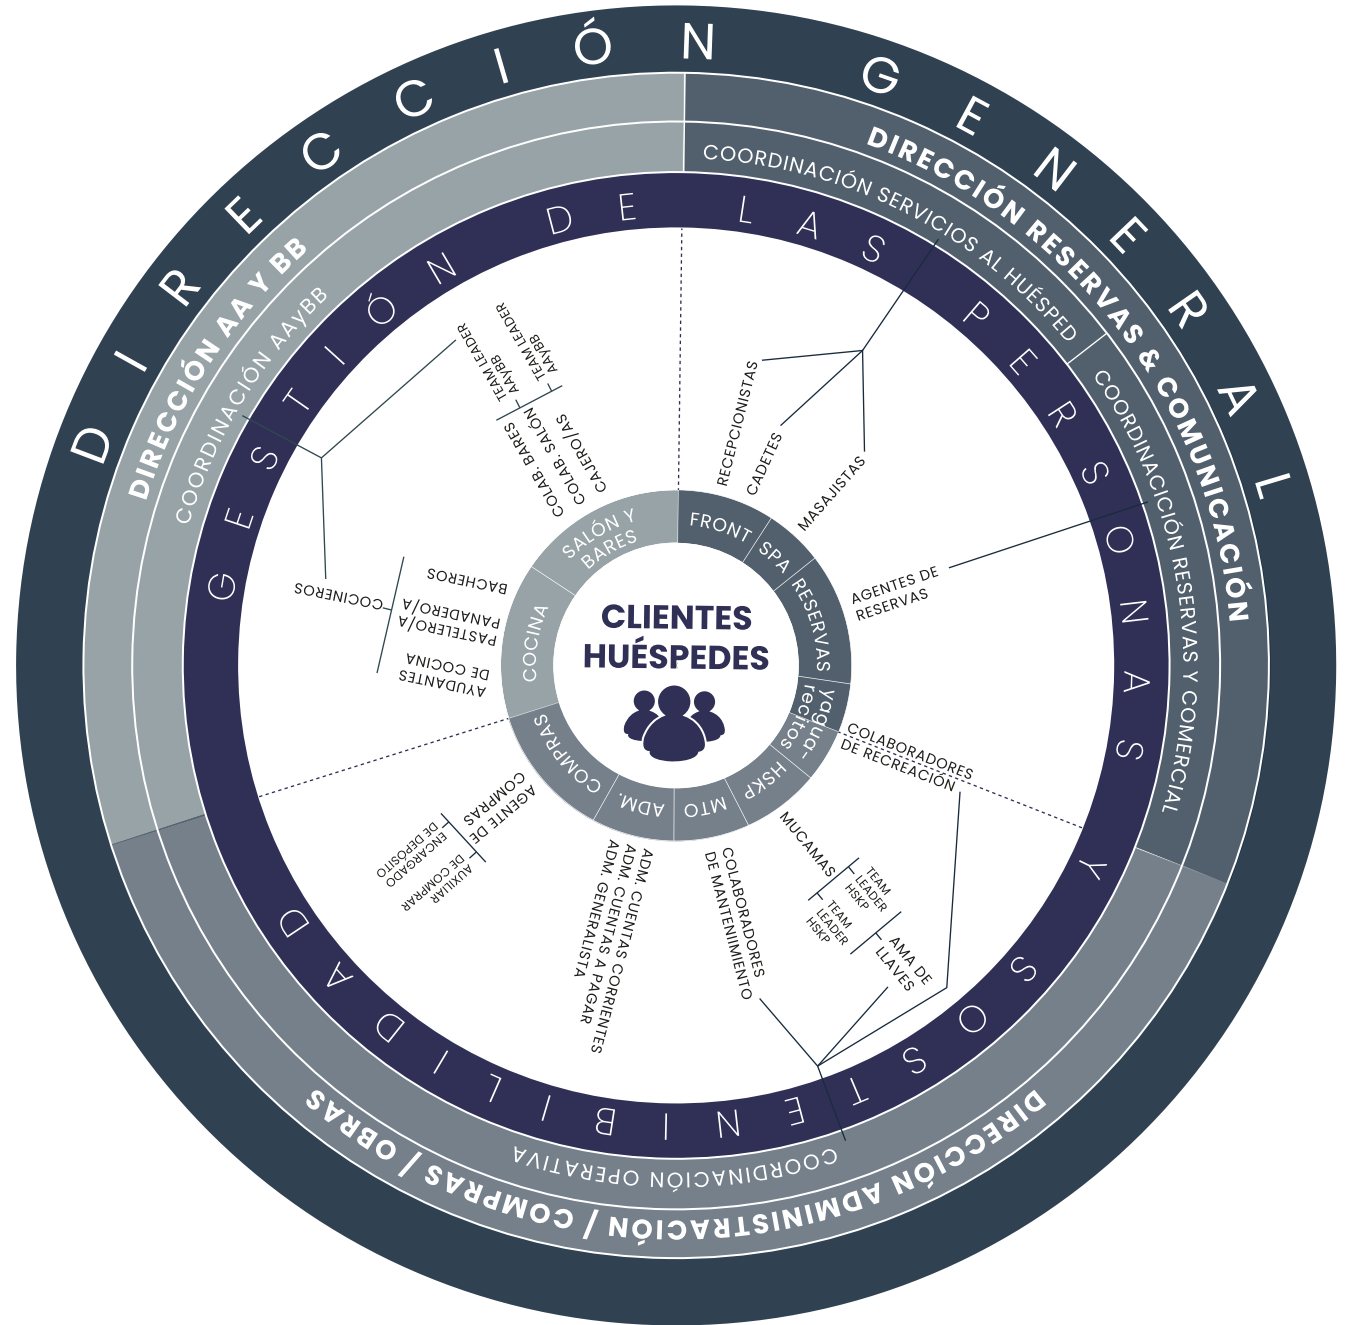 DIRECCIÓN GENERAL
DIRECCIÓN AA Y BB
COORDINACIÓN AAyBB
DIRECCIÓN RESERVAS & COMUNICACIÓN
COORDINACIÓN SERVICIOS AL HUÉSPED
COORDINACICIÓN RESERVAS Y COMERCIAL
DIRECCIÓN ADMINISTRACIÓN / COMPRAS / OBRAS
COORDINACIÓN OPERATIVA
GESTIÓN DE LAS PERSONAS Y SOSTENIBILIDAD
TEAM LEADER
AAyBB
TEAM LEADER
AAyBB
COLAB. BARES
COLAB. SALÓN
CAJERO/AS
RECEPCIONISTAS
CADETES
MASAJISTAS
AGENTES DE
RESERVAS
COLABORADORES
DE RECREACIÓN
COCINEROS
BACHEROS
PANADERO/A
PASTELERO/A
AYUDANTES
DE COCINA
SALÓN Y
BARES
FRONT
SPA
RESERVAS
yagua-
recitos
HSKP
MTO
ADM.
COMPRAS
COCINA
CLIENTES
HUÉSPEDES
AGENTE DE
COMPRAS
ENCARGADO
DE DEPÓSITO
AUXILIAR
DE COMPRAR
ADM. CUENTAS CORRIENTES
ADM. CUENTAS A PAGAR
ADM. GENERALISTA
COLABORADORES
DE MANTENIIMIENTO
MUCAMAS
TEAM
LEADER
HSKP
TEAM
LEADER
HSKP
AMA DE
LLAVES